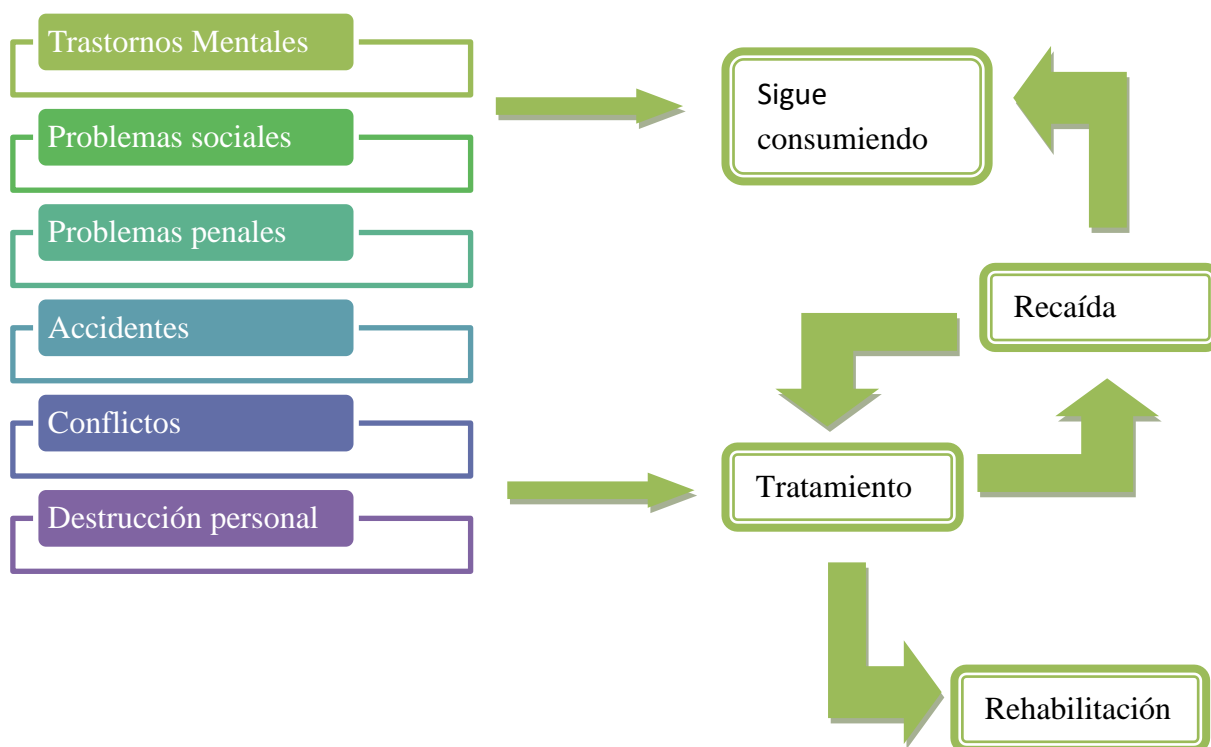 Trastornos Mentales
Problemas sociales
Problemas penales
Accidentes
Conflictos
Destrucción personal
Sigue
consumiendo
Recaída
Tratamiento
Rehabilitación